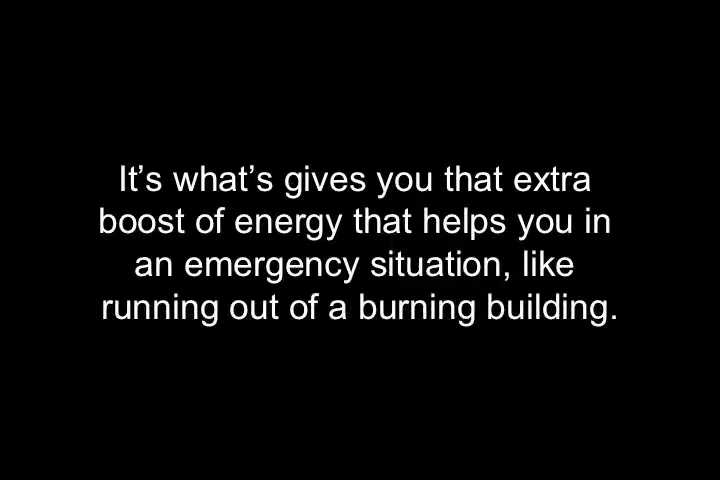 It’s what’s gives you that extra
boost of energy that helps you in
an emergency situation, like
running out of a burning building.